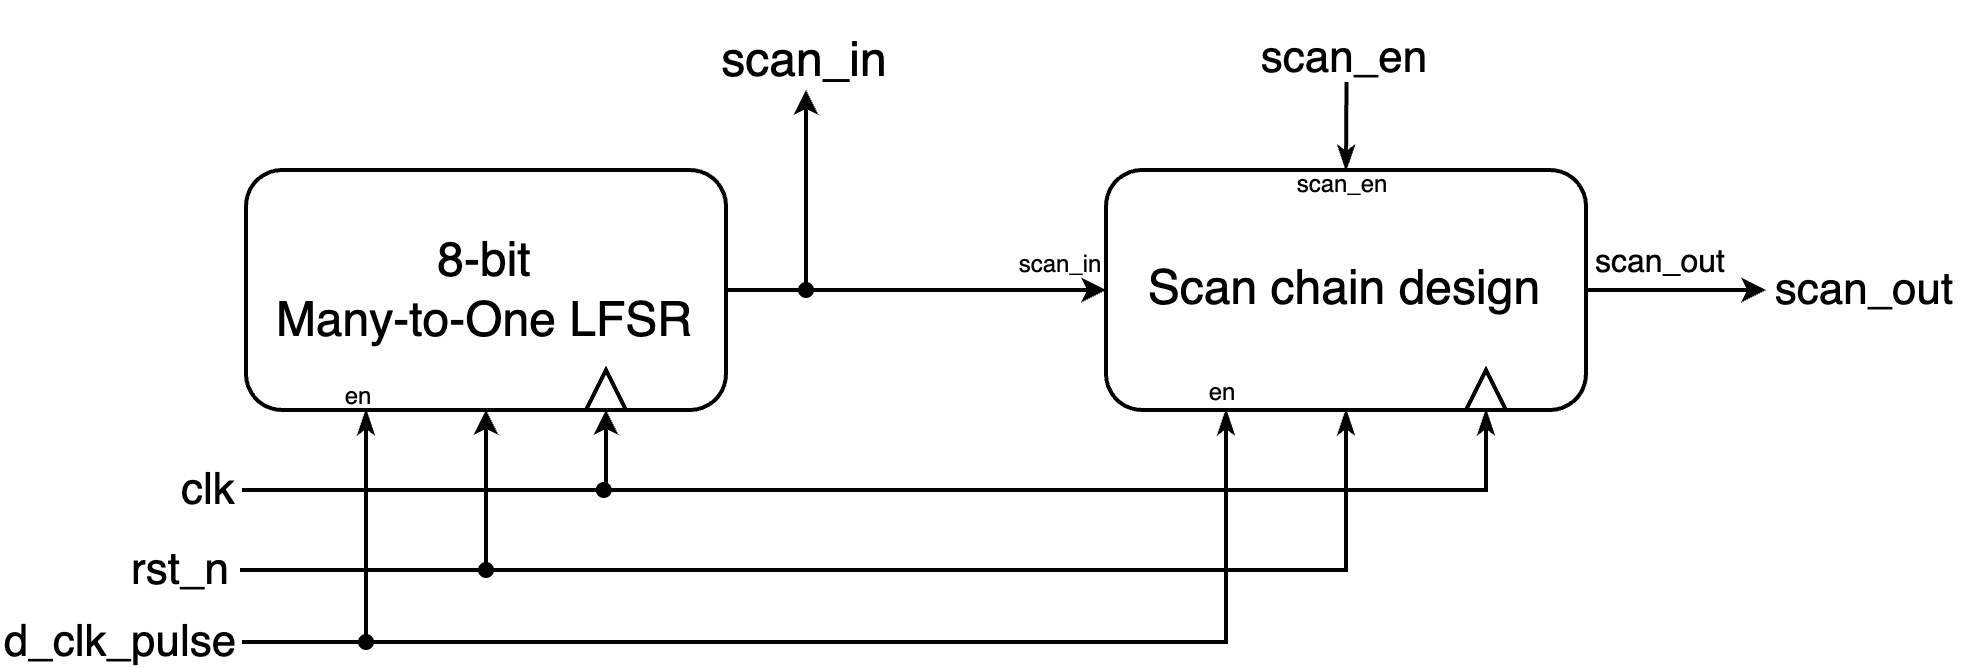 scan_in
scan_en
scan_en
8-bit
Many-to-One LFSR
scan_in
Scan chain design
scan_out
scan_out
en
en
clk
rst_n
d_clk_pulse